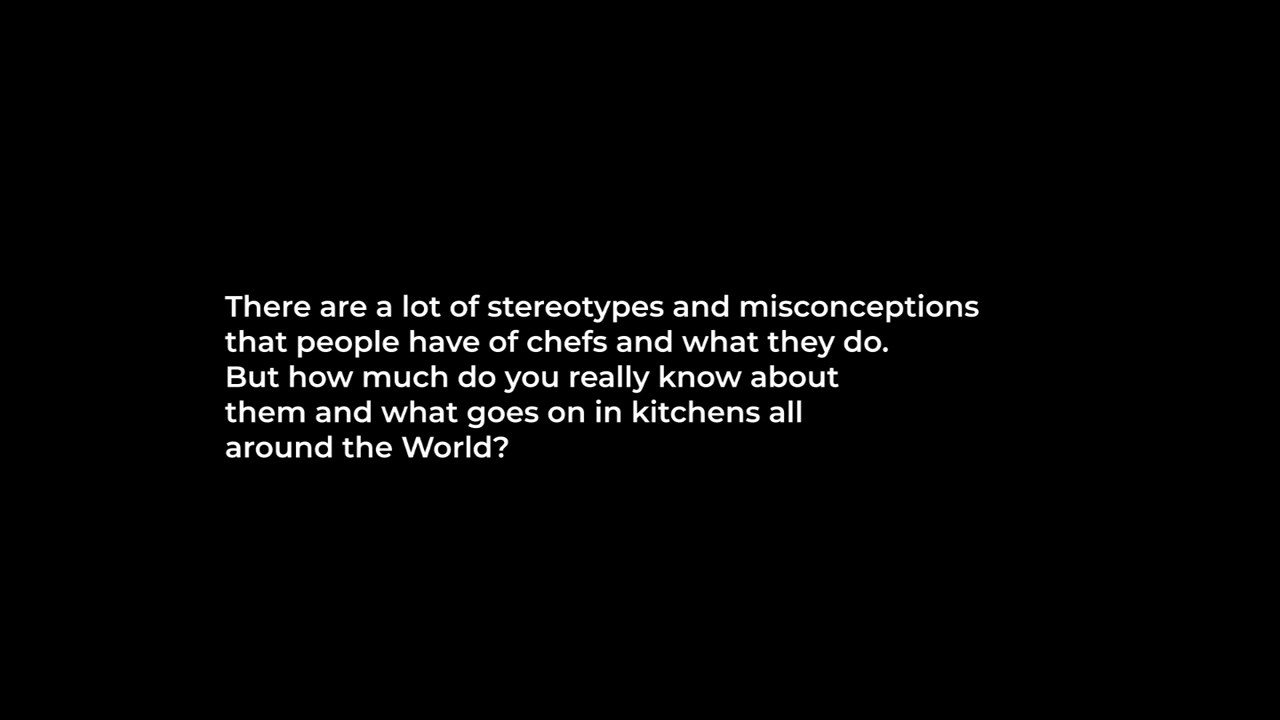 There are a lot of stereotypes and misconceptions
that people have of chefs and what they do.
But how much do you really know about
them and what goes on in kitchens all
around the World?